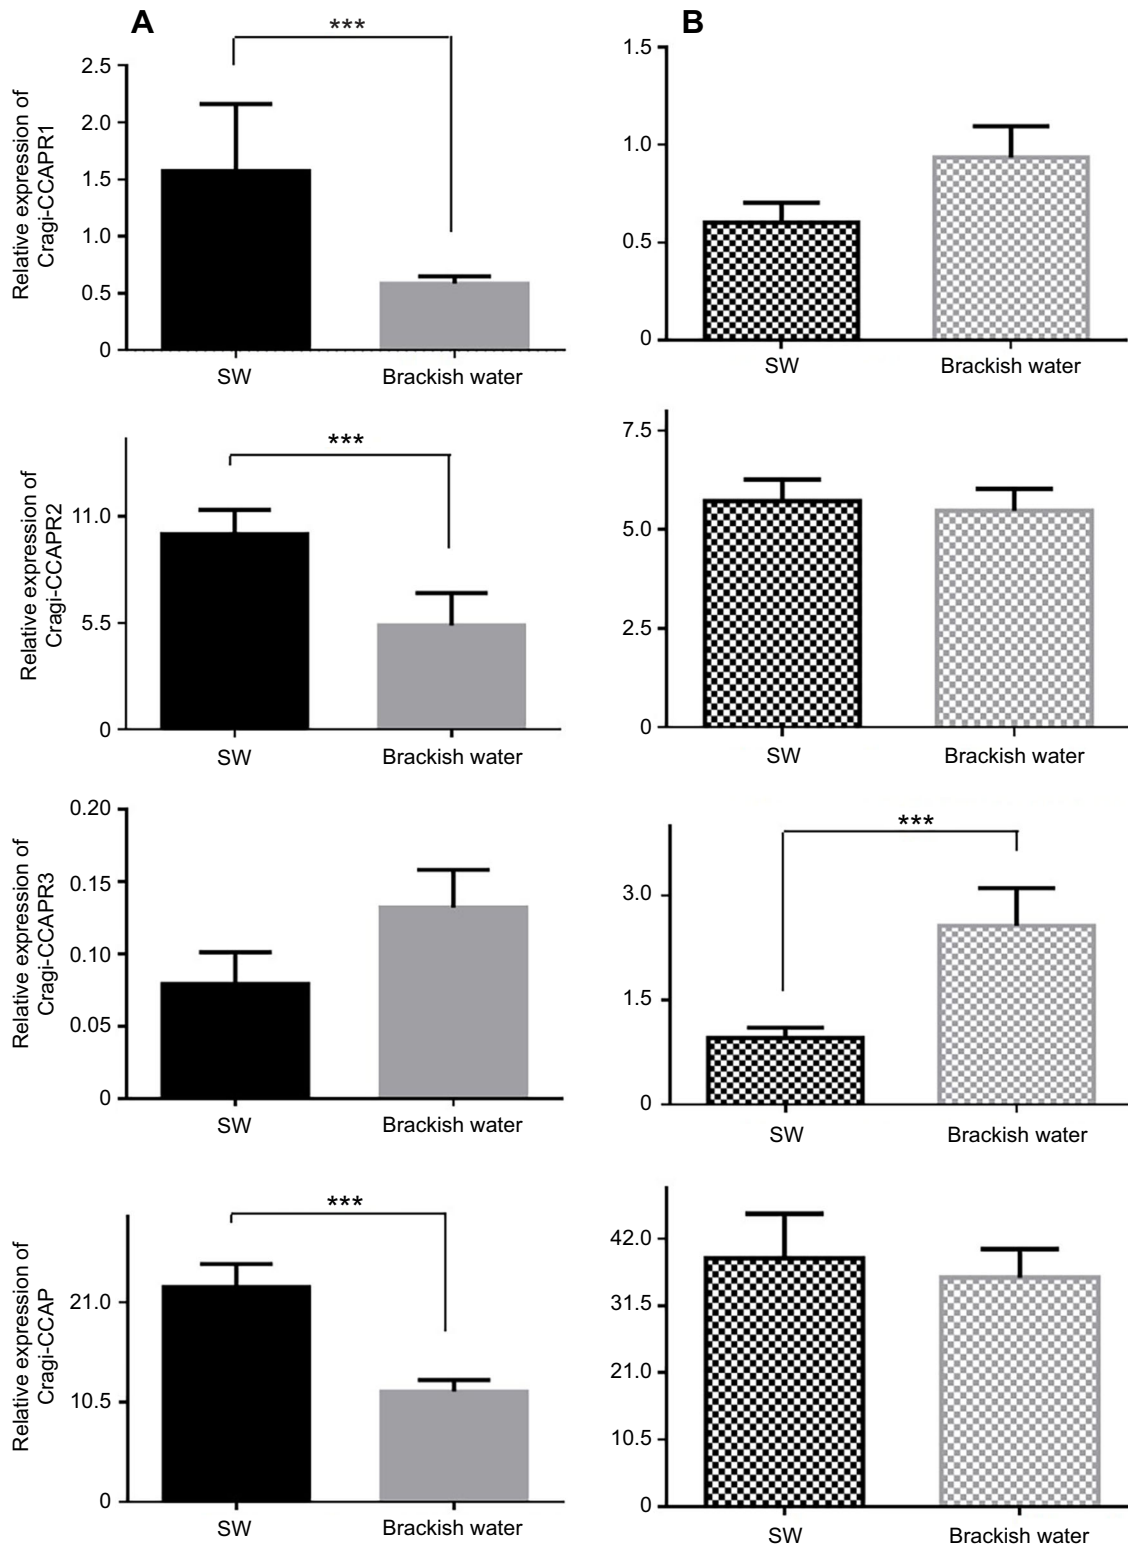 A
***
2.5
2.0
1.5
1.0
0.5
0
Relative expression of
Cragi-CCAPR1
SW
Brackish water
B
1.5
1.0
0.5
0
SW
Brackish water
***
11.0
5.5
0
Relative expression of
Cragi-CCAPR2
SW
Brackish water
7.5
5.0
2.5
0
SW
Brackish water
0.20
0.15
0.10
0.05
0
Relative expression of
Cragi-CCAPR3
SW
Brackish water
***
3.0
1.5
0
SW
Brackish water
***
21.0
10.5
0
Relative expression of
Cragi-CCAP
SW
Brackish water
42.0
31.5
21.0
10.5
0
SW
Brackish water